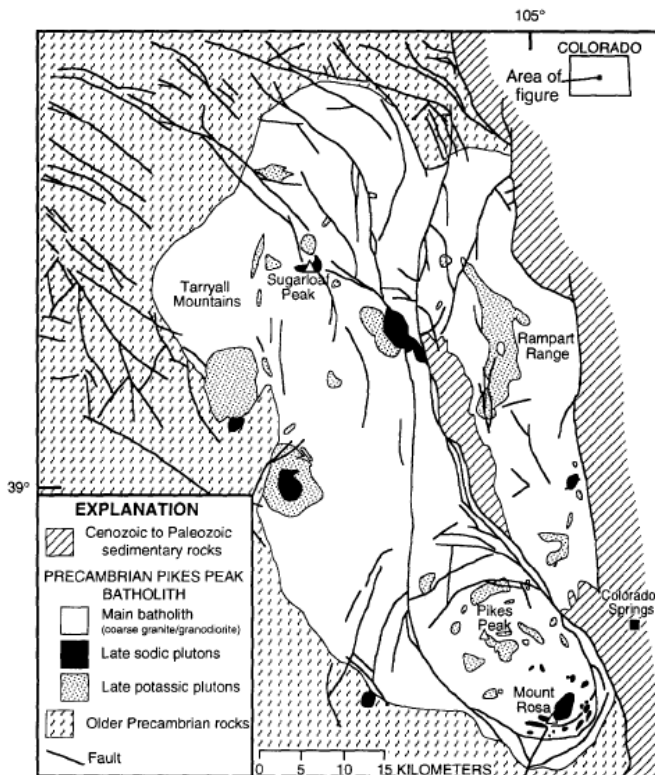 105°
COLORADO
Area of
figure
Tarryall
Mountains
Sugarloaf
Peak
Rampart
Range
39°
EXPLANATION
Cenozoic to Paleozoic
sedimentary rocks
PRECAMBRIAN PIKES PEAK
BATHOLITH
Main batholith
(coarse granite/granodiorite)
Late sodic plutons
Late potassic plutons
Older Precambrian rocks
Fault
Pikes
Peak
Colorado
Springs
Mount
Rosa
0 5 10 15 KILOMETERS